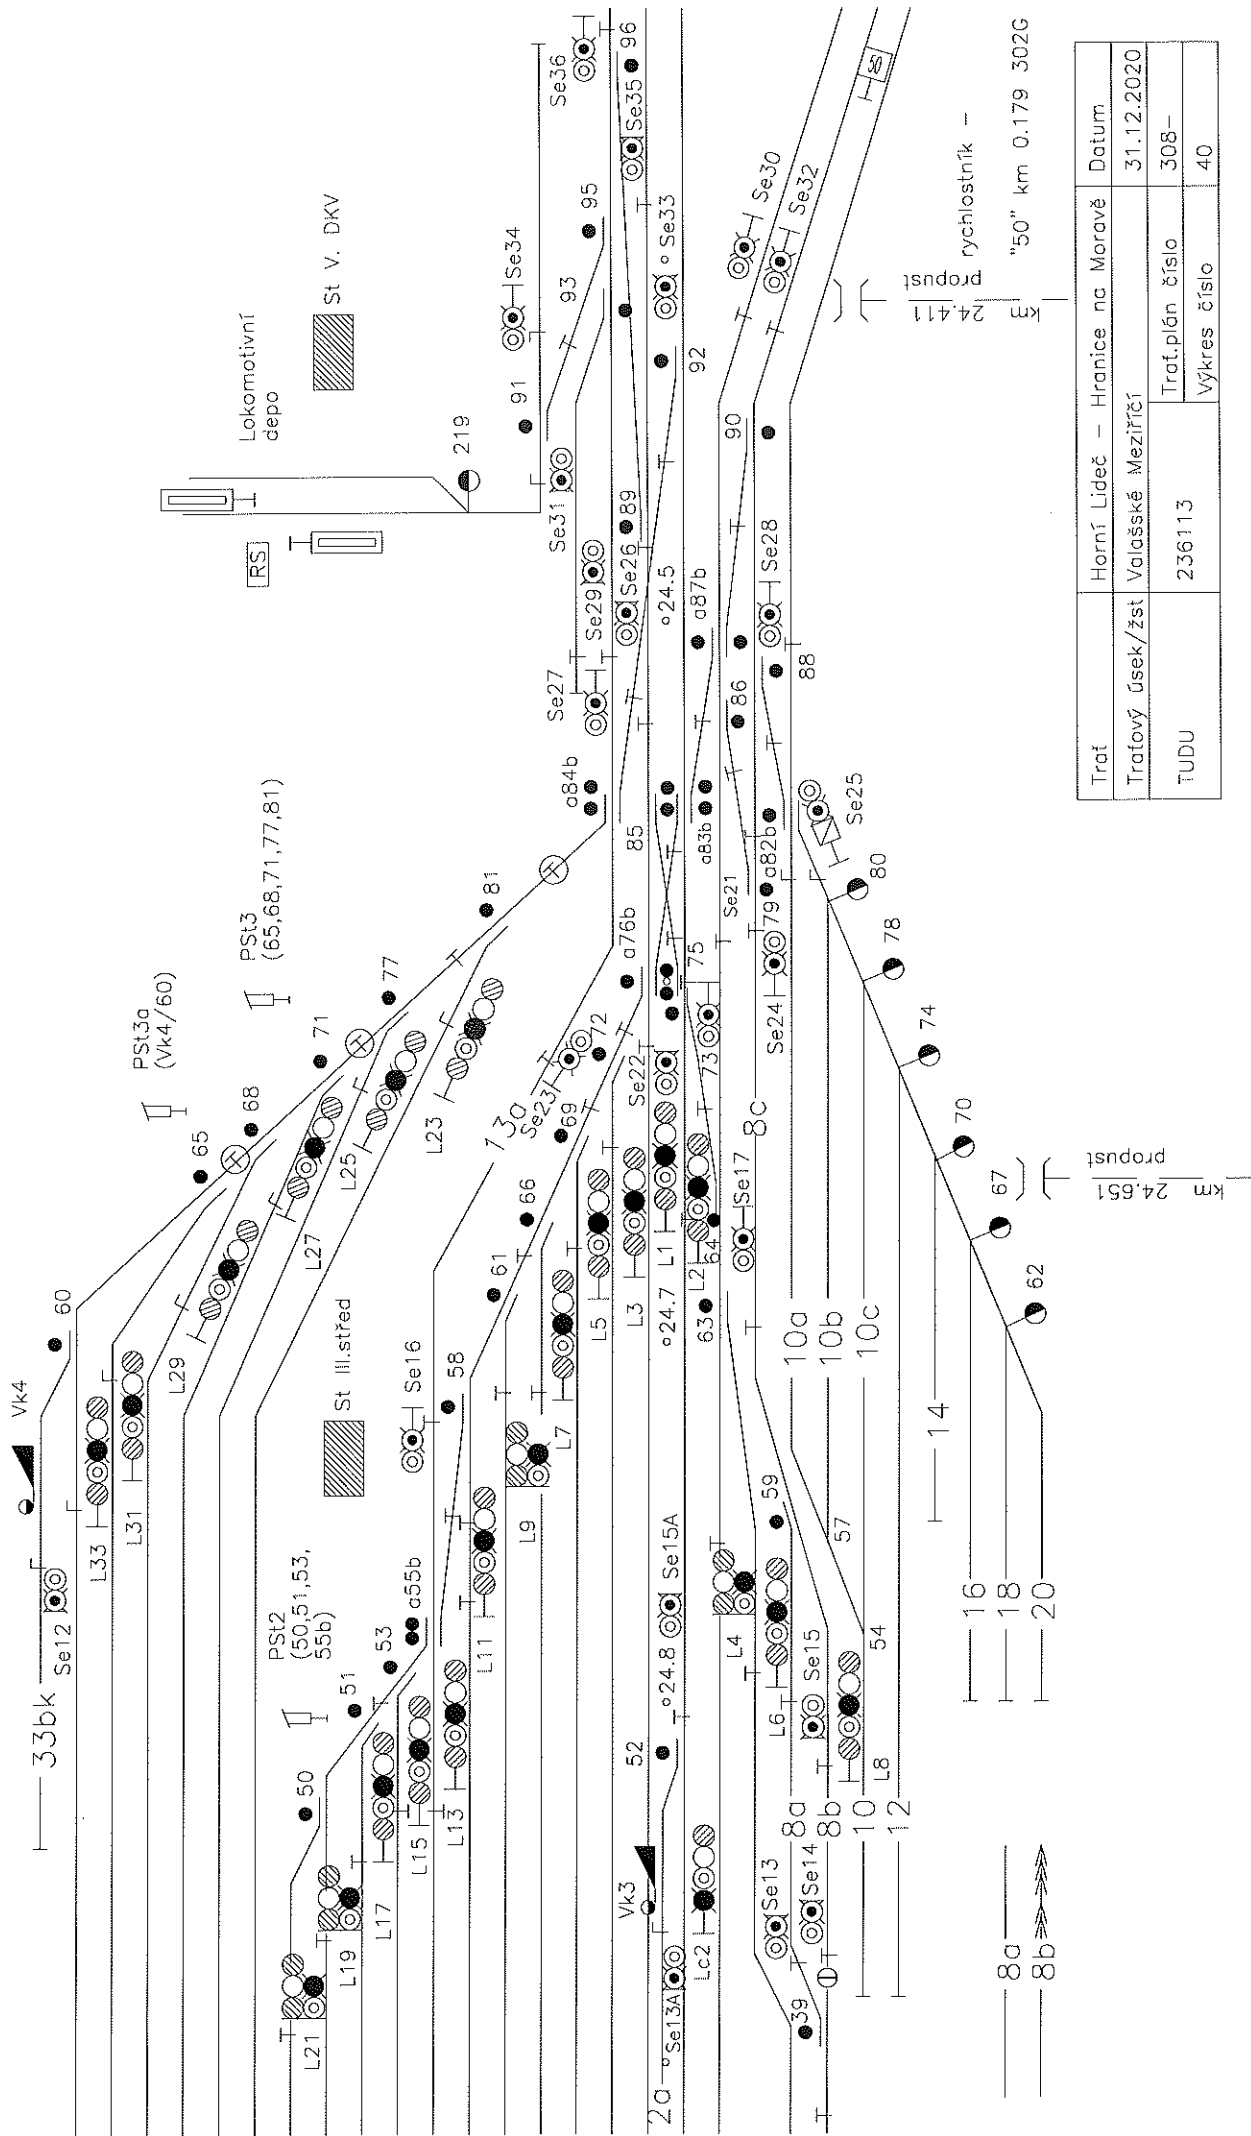 33bk
Vk4
60
Se12
L33
L31
L29
65
68
71
77
81
L27
L25
L23
PSt3a
(Vk4/60)
PSt3
(65,68,71,77,81)
St III.střed
PSt2
(50,51,53,
55b)
50
51
53
a55b
58
61
66
69
72
Se16
13a
Se23
a76b
a84b
L21
L19
L17
L15
L13
L11
L9
L7
L5
L3
L1
L2
Se22
73
75
85
64
63
Se17
Vk3
52
Se13A
2a
Lc2
24.8
Se15A
24.7
L4
L6
59
8c
Se24
79
Se21
a82b
a83b
86
88
Se28
90
a87b
24.5
Se26
89
Se29
Se27
Se31
91
93
95
Se34
Se36
96
Se35
Se33
92
Se30
Se32
50
RS
219
Lokomotivní
depo
St V. DKV
39
Se13
Se14
8a
8b
10
12
Se15
L8
54
57
10a
10b
10c
14
16
18
20
62
67
70
74
78
80
Se25
km
24.651
propust
km
24.411
propust
rychlostník –
"50" km 0.179 302G
8a
8b
Trať
Horní Lideč – Hranice na Moravě
Datum
Traťový úsek/žst
Valašské Meziříčí
31.12.2020
TUDU
236113
Trať.plán číslo
308–
Výkres číslo
40